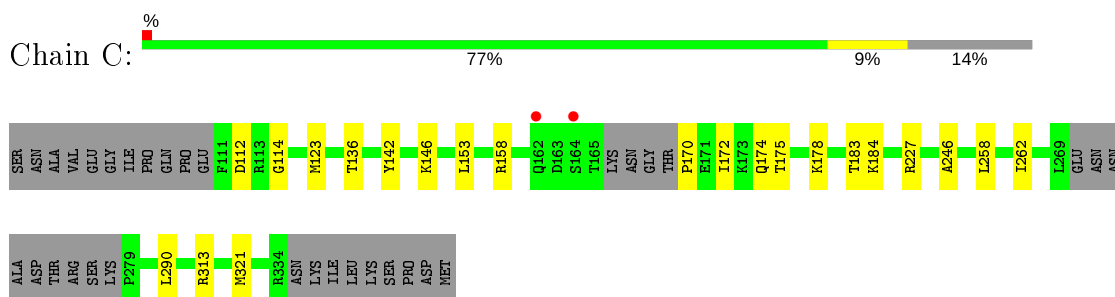 %
Chain C:
77% 9% 14%
SER ASN ALA VAL GLU GLY ILE PRO GLN PRO GLU F111 D112 R113 G114 M123 T136 Y142 K146 L153 R158 Q162 D163 S164 T165 LYS ASN GLY THR P170 E171 I172 K173 Q174 T175 K178 T183 K184 R227 A246 L258 I262 L269 GLU ASN ASN
ALA ASP THR ARG SER LYS P279 L290 R313 M321 R334 ASN LYS ILE LEU LYS SER PRO ASP MET